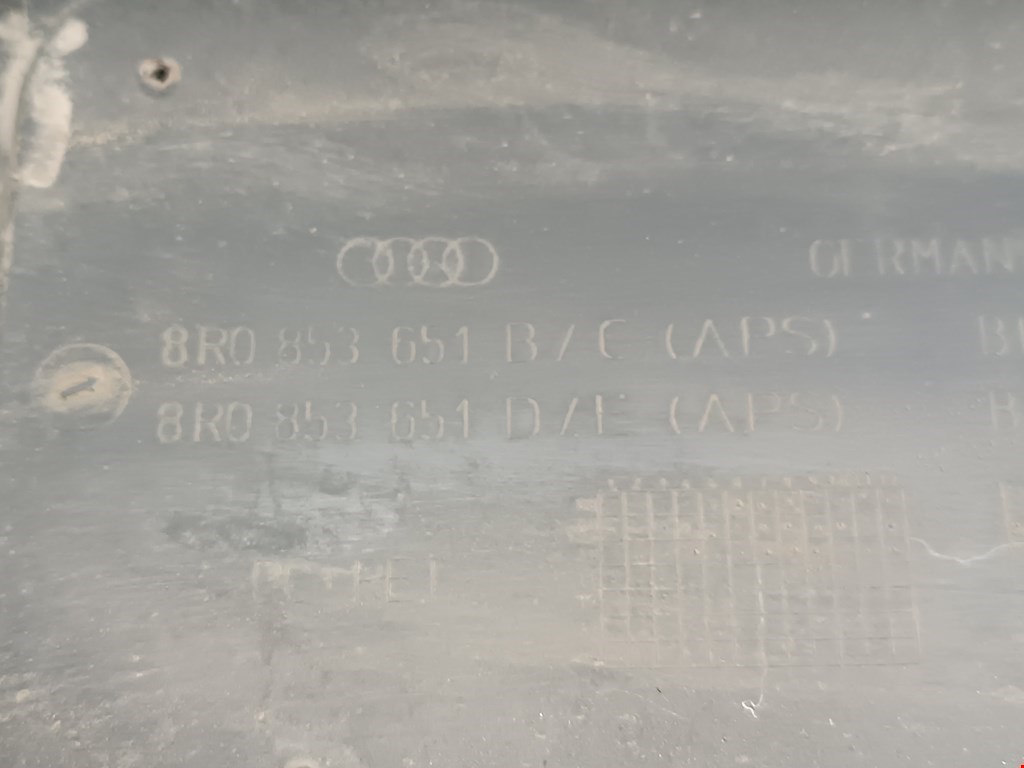 GERMAN
8R0 853 651 B/C (APS)
8R0 853 651 D/F (APS)